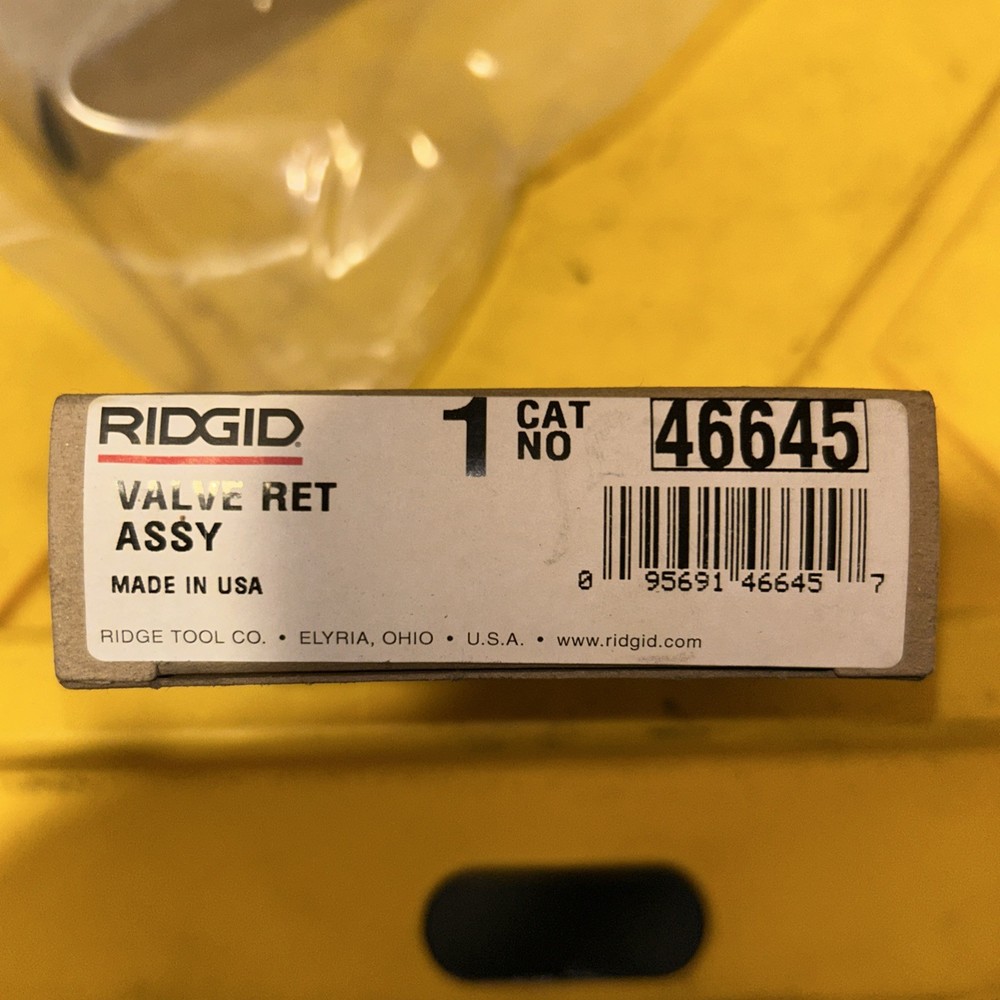 RIDGID®
1 CAT NO 46645
VALVE RET
ASSY
MADE IN USA
0 95691 46645 7
RIDGE TOOL CO. • ELYRIA, OHIO • U.S.A. • www.ridgid.com